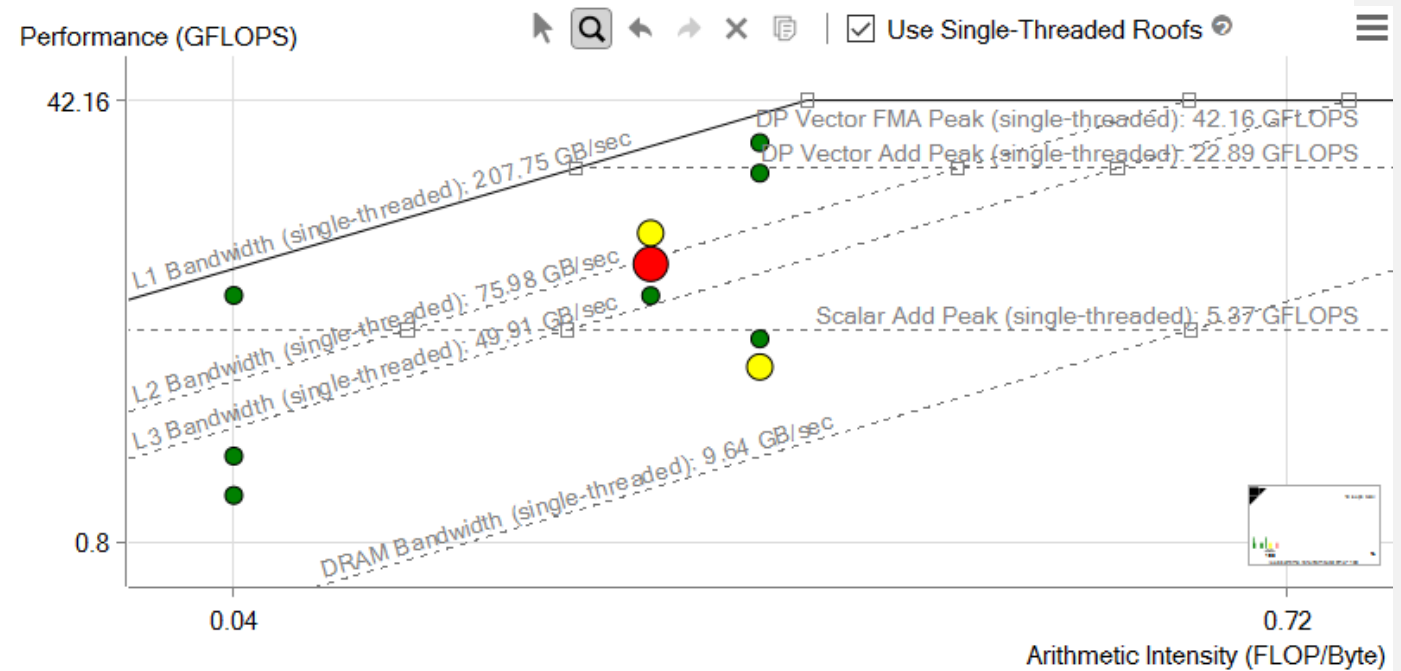 Performance (GFLOPS)
Use Single-Threaded Roofs
42.16
DP Vector FMA Peak (single-threaded): 42.16 GFLOPS
L1 Bandwidth (single-threaded): 207.75 GB/sec
DP Vector Add Peak (single-threaded): 22.89 GFLOPS
L2 Bandwidth (single-threaded): 75.98 GB/sec
L3 Bandwidth (single-threaded): 49.91 GB/sec
Scalar Add Peak (single-threaded): 5.37 GFLOPS
DRAM Bandwidth (single-threaded): 9.64 GB/sec
0.8
0.04
0.72
Arithmetic Intensity (FLOP/Byte)